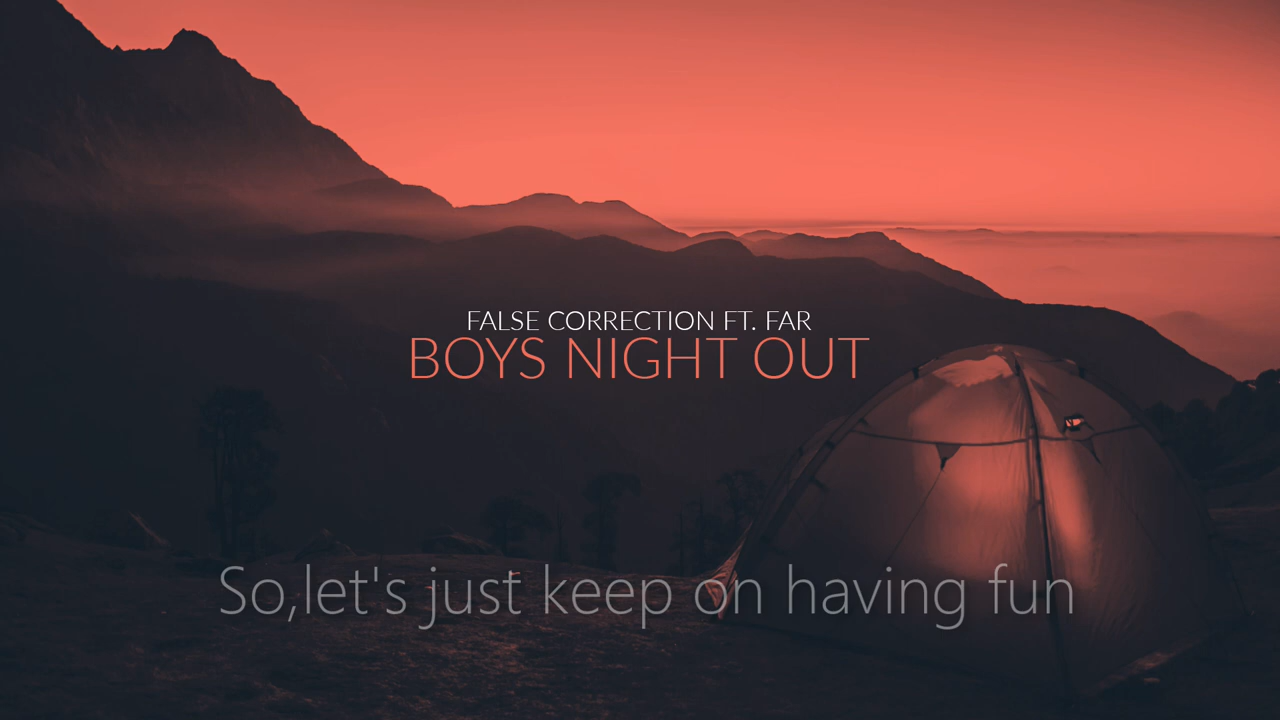 FALSE CORRECTION FT. FAR
BOYS NIGHT OUT
So,let's just keep on having fun